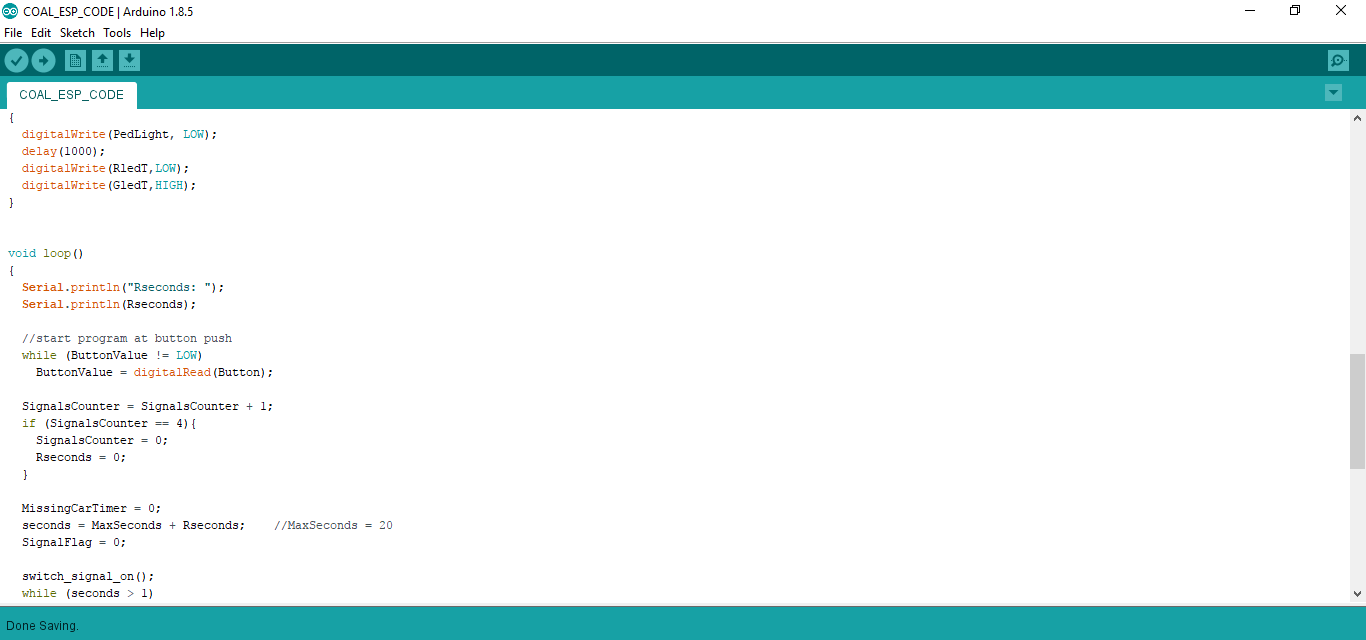 COAL_ESP_CODE | Arduino 1.8.5
File Edit Sketch Tools Help
COAL_ESP_CODE
{
  digitalWrite(PedLight, LOW);
  delay(1000);
  digitalWrite(RledT,LOW);
  digitalWrite(GledT,HIGH);
}
void loop()
{
  Serial.println("Rseconds: ");
  Serial.println(Rseconds);
  //start program at button push
  while (ButtonValue != LOW)
    ButtonValue = digitalRead(Button);
  SignalsCounter = SignalsCounter + 1;
  if (SignalsCounter == 4){
    SignalsCounter = 0;
    Rseconds = 0;
  }
  MissingCarTimer = 0;
  seconds = MaxSeconds + Rseconds;    //MaxSeconds = 20
  SignalFlag = 0;
  switch_signal_on();
  while (seconds > 1)
Done Saving.